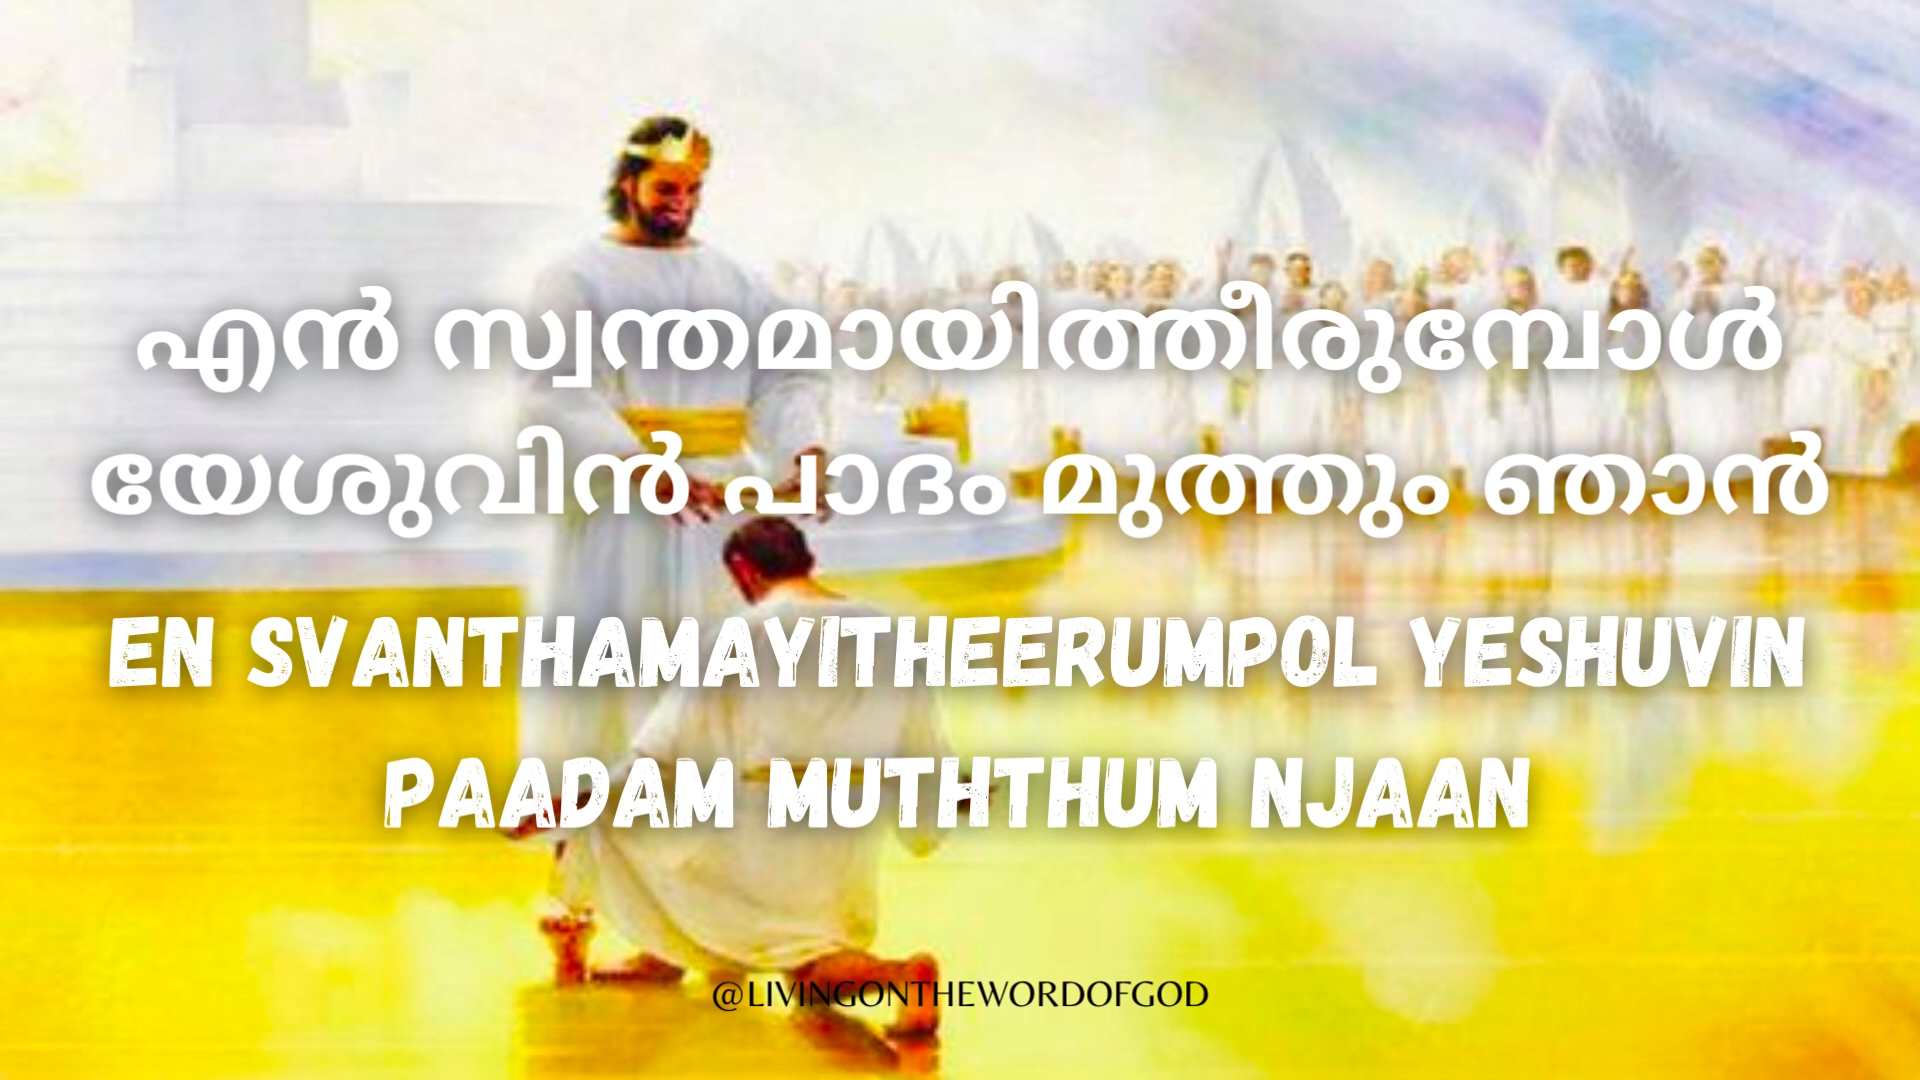 എൻ സ്വന്തമായിത്തീരുമ്പോൾ
യേശുവിൻ പാദം മുത്തും ഞാൻ
EN SVANTHAMAYITHEERUMPOL YESHUVIN
PAADAM MUTHTHUM NJAAN
@LIVINGONTHEWORDOFGOD